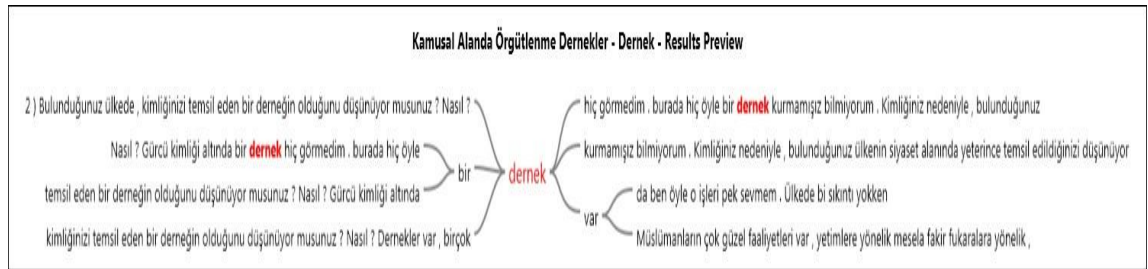 Kamusal Alanda Örgütlenme Dernekler - Dernek - Results Preview
2 ) Bulunduğunuz ülkede , kimliğinizi temsil eden bir derneğin olduğunu düşünüyor musunuz ? Nasıl ?
Nasıl ? Gürcü kimliği altında bir dernek hiç görmedim . burada hiç öyle
temsil eden bir derneğin olduğunu düşünüyor musunuz ? Nasıl ? Gürcü kimliği altında
bir
kimliğinizi temsil eden bir derneğin olduğunu düşünüyor musunuz ? Nasıl ? Dernekler var , birçok
dernek
hiç görmedim . burada hiç öyle bir dernek kurmamışız bilmiyorum . Kimliğiniz nedeniyle , bulunduğunuz
kurmamışız bilmiyorum . Kimliğiniz nedeniyle , bulunduğunuz ülkenin siyaset alanında yeterince temsil edildiğinizi düşünüyor
var
da ben öyle o işleri pek sevmem . Ülkede bi sıkıntı yokken
Müslümanların çok güzel faaliyetleri var , yetimlere yönelik mesela fakir fukaralara yönelik ,